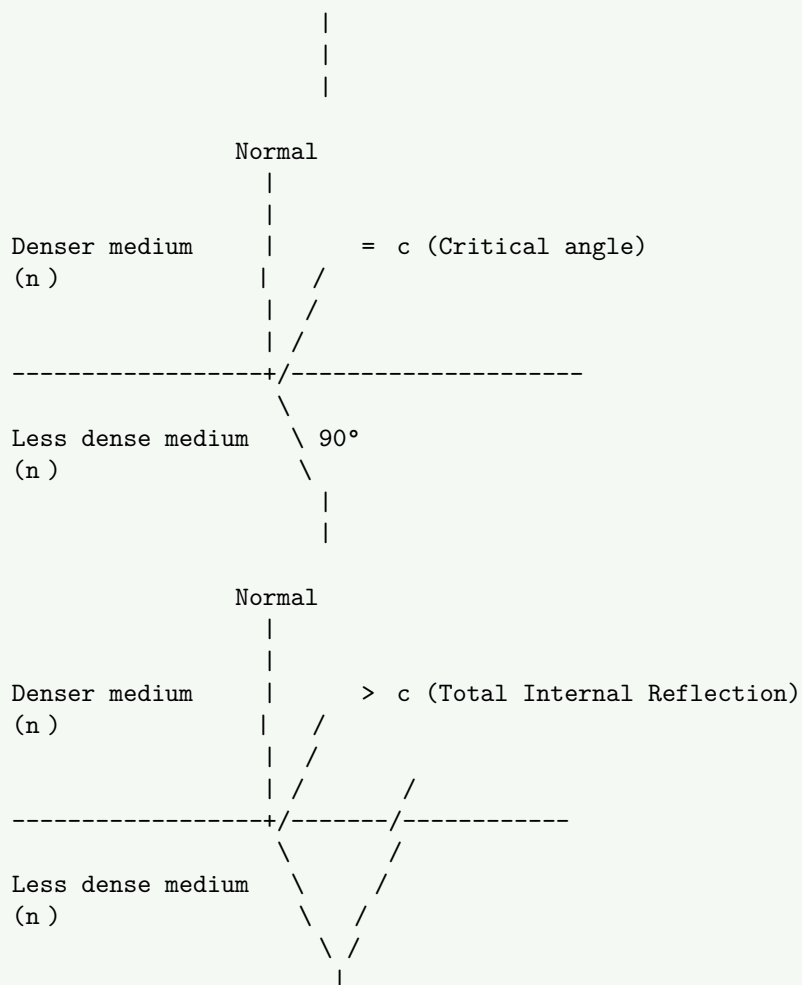 Normal
Denser medium = c (Critical angle)
(n )
Less dense medium 90°
(n )
Normal
Denser medium > c (Total Internal Reflection)
(n )
Less dense medium
(n )